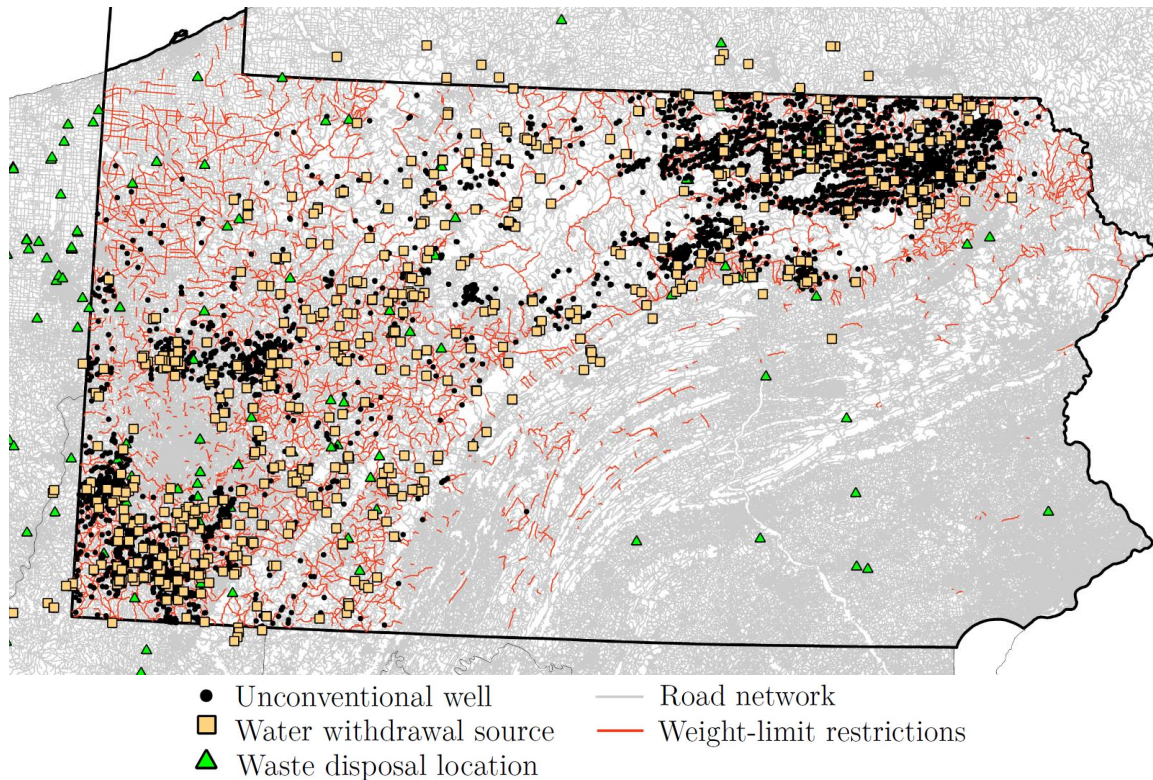 Unconventional well
Water withdrawal source
Waste disposal location
Road network
Weight-limit restrictions